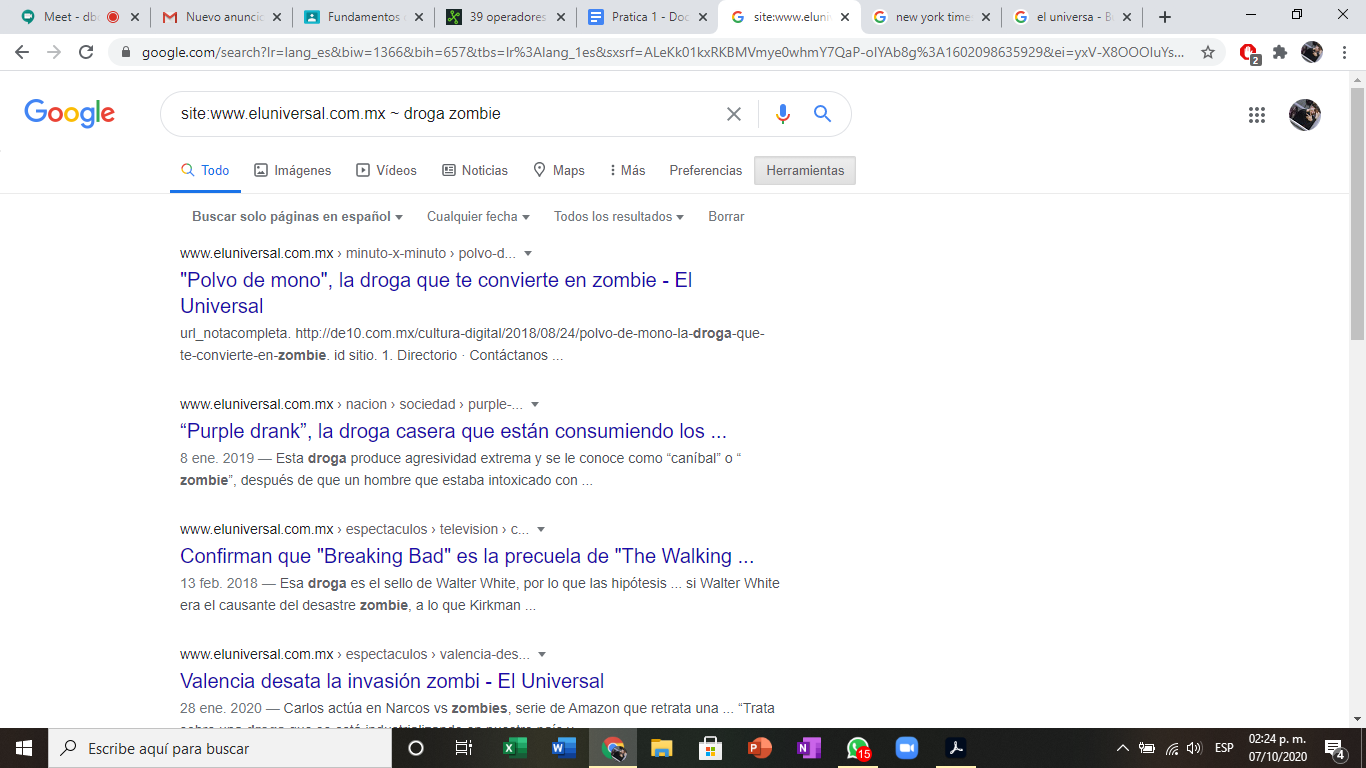 Meet - dbc
Nuevo anuncio
Fundamentos
39 operadores
Pratica 1 - Doc
site:www.eluni
new york time
el universa - B
google.com/search?lr=lang_es&biw=1366&bih=657&tbs=lr%3Alang_1es&sxsrf=ALeKk01kxRKBMVmye0whmY7QaP-oIYAb8g%3A1602098635929&ei=yxV-X8OOOIuYs...
2
Google
site:www.eluniversal.com.mx ~ droga zombie
Todo
Imágenes
Vídeos
Noticias
Maps
Más
Preferencias
Herramientas
Buscar solo páginas en español
Cualquier fecha
Todos los resultados
Borrar
www.eluniversal.com.mx › minuto-x-minuto › polvo-d...
"Polvo de mono", la droga que te convierte en zombie - El
Universal
url_notacompleta. http://de10.com.mx/cultura-digital/2018/08/24/polvo-de-mono-la-droga-que-
te-convierte-en-zombie. id sitio. 1. Directorio · Contáctanos ...
www.eluniversal.com.mx › nacion › sociedad › purple-...
“Purple drank”, la droga casera que están consumiendo los ...
8 ene. 2019 — Esta droga produce agresividad extrema y se le conoce como “caníbal” o “
zombie”, después de que un hombre que estaba intoxicado con ...
www.eluniversal.com.mx › espectaculos › television › c...
Confirman que "Breaking Bad" es la precuela de "The Walking ...
13 feb. 2018 — Esa droga es el sello de Walter White, por lo que las hipótesis ... si Walter White
era el causante del desastre zombie, a lo que Kirkman ...
www.eluniversal.com.mx › espectaculos › valencia-des...
Valencia desata la invasión zombi - El Universal
28 ene. 2020 — Carlos actúa en Narcos vs zombies, serie de Amazon que retrata una ... “Trata
Escribe aquí para buscar
15
ESP
02:24 p. m.
07/10/2020
4